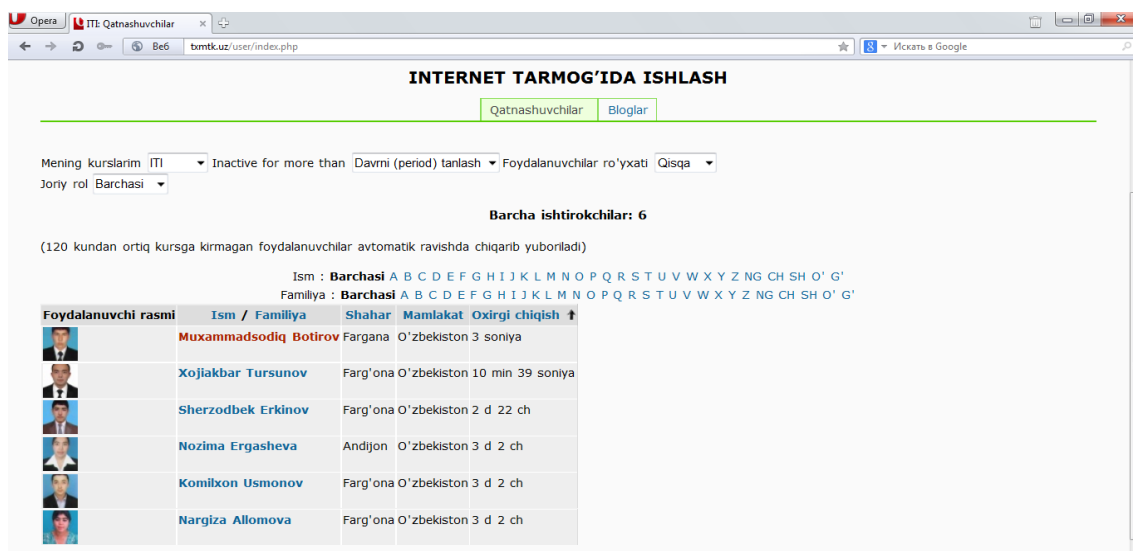 Opera ITI: Qatnashuvchilar
Веб txmtk.uz/user/index.php Искать в Google
INTERNET TARMOG'IDA ISHLASH
Qatnashuvchilar Bloglar
Mening kurslarim ITI Inactive for more than Davrni (period) tanlash Foydalanuvchilar ro'yxati Qisqa
Joriy rol Barchasi
Barcha ishtirokchilar: 6
(120 kundan ortiq kursga kirmagan foydalanuvchilar avtomatik ravishda chiqarib yuboriladi)
Ism : Barchasi A B C D E F G H I J K L M N O P Q R S T U V W X Y Z NG CH SH O' G'
Familiya : Barchasi A B C D E F G H I J K L M N O P Q R S T U V W X Y Z NG CH SH O' G'
Foydalanuvchi rasmi Ism / Familiya Shahar Mamlakat Oxirgi chiqish ↑
Muxammadsodiq Botirov Fargana O'zbekiston 3 soniya
Xojiakbar Tursunov Farg'ona O'zbekiston 10 min 39 soniya
Sherzodbek Erkinov Farg'ona O'zbekiston 2 d 22 ch
Nozima Ergasheva Andijon O'zbekiston 3 d 2 ch
Komilxon Usmonov Farg'ona O'zbekiston 3 d 2 ch
Nargiza Allomova Farg'ona O'zbekiston 3 d 2 ch